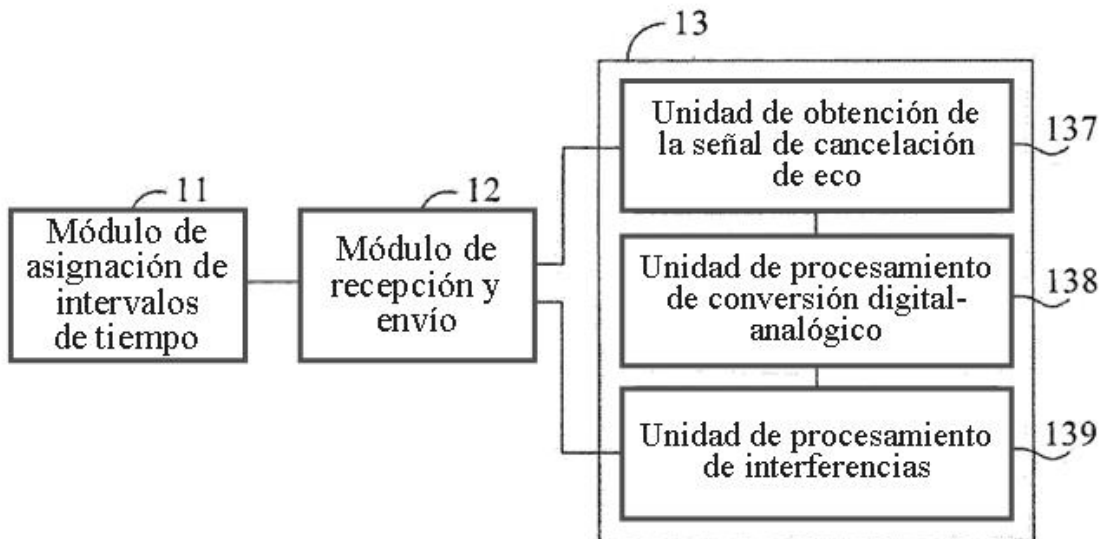 11
Módulo de
asignación de
intervalos
de tiempo
12
Módulo de
recepción y
envío
13
Unidad de obtención de
la señal de cancelación
de eco
137
Unidad de procesamiento
de conversión digital-
analógico
138
Unidad de procesamiento
de interferencias
139